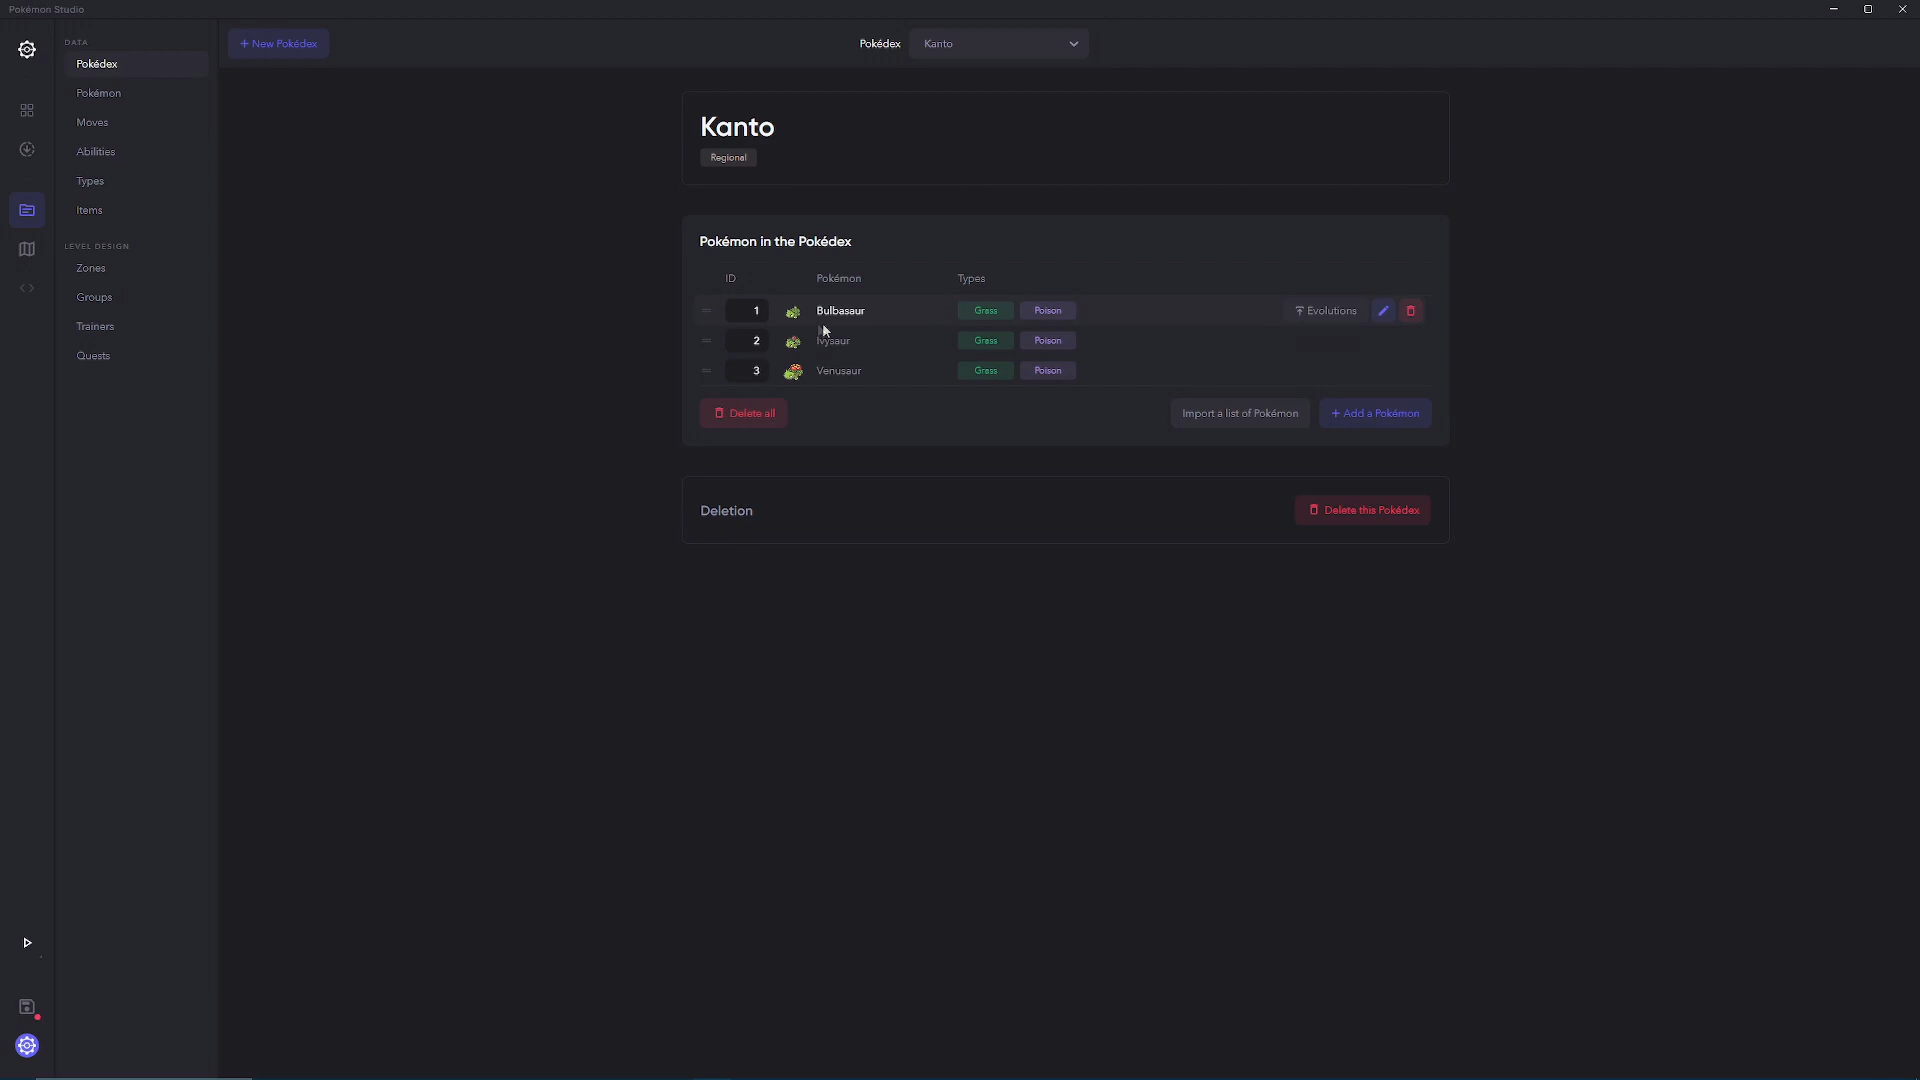 Pokémon Studio
DATA
Pokédex
Pokémon
Moves
Abilities
Types
Items
LEVEL DESIGN
Zones
Groups
Trainers
Quests
+ New Pokédex
Pokédex Kanto
Kanto
Regional
Pokémon in the Pokédex
ID Pokémon Types
1 Bulbasaur Grass Poison Evolutions
2 Ivysaur Grass Poison
3 Venusaur Grass Poison
Delete all Import a list of Pokémon + Add a Pokémon
Deletion Delete this Pokédex